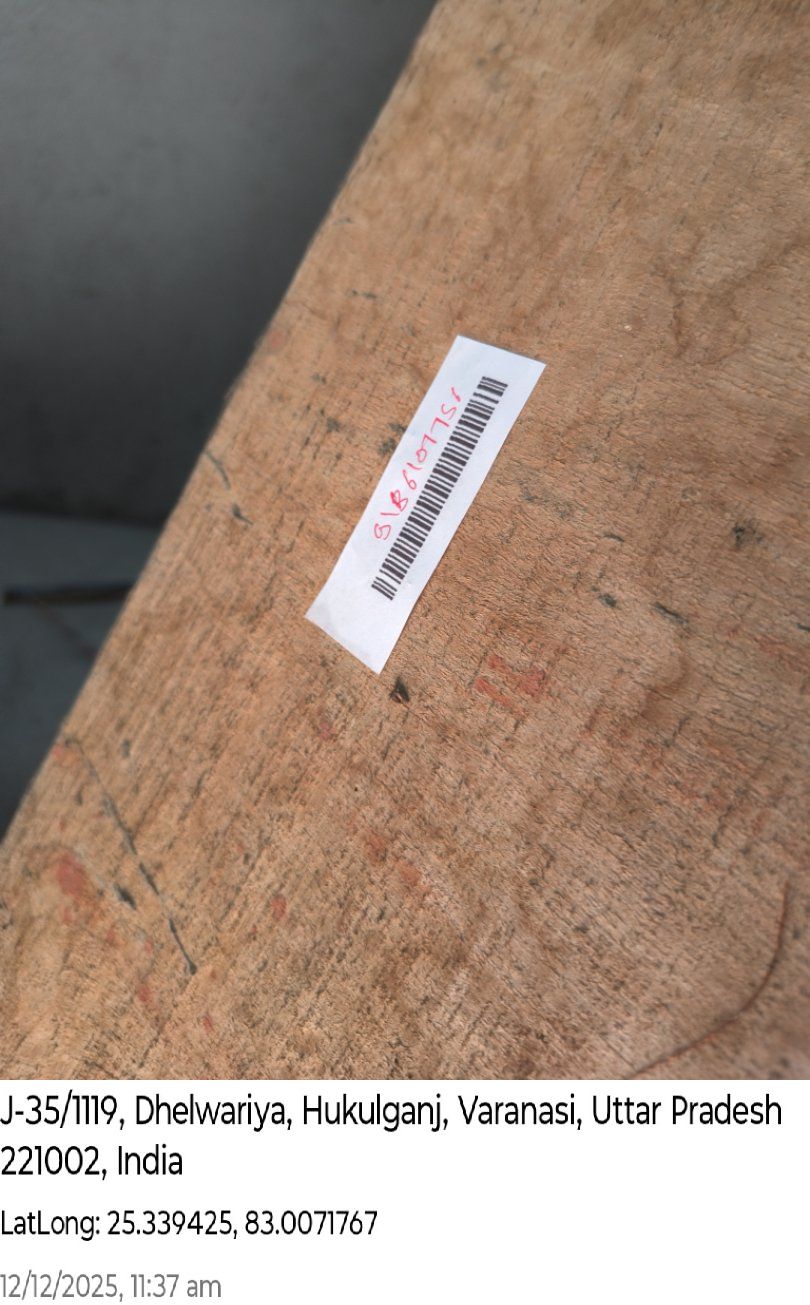 J-35/1119, Dhelwariya, Hukulganj, Varanasi, Uttar Pradesh
221002, India
LatLong: 25.339425, 83.0071767
12/12/2025, 11:37 am